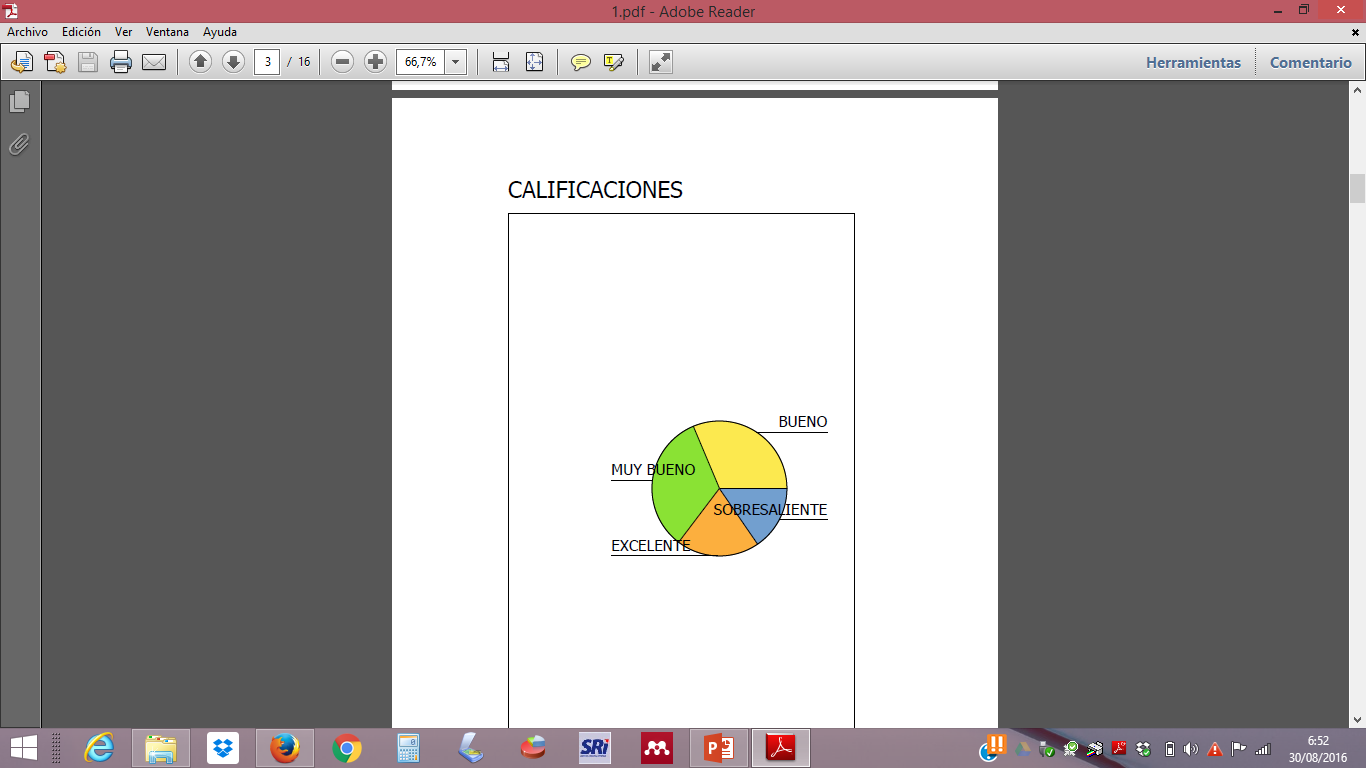 1.pdf - Adobe Reader
Archivo Edición Ver Ventana Ayuda
3 / 16 66,7% Herramientas Comentario
CALIFICACIONES
BUENO
MUY BUENO
SOBRESALIENTE
EXCELENTE
SRi
6:52
30/08/2016